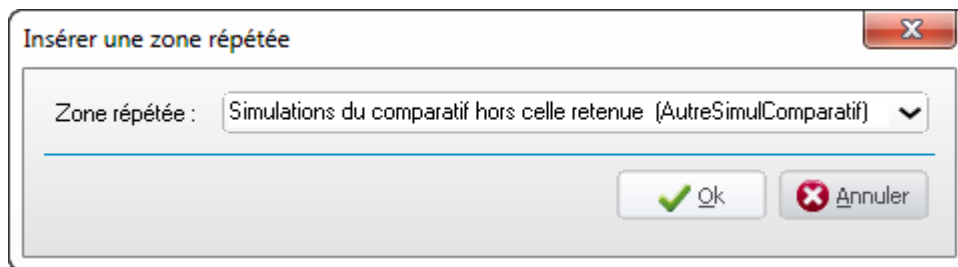 Insérer une zone répétée
Zone répétée : Simulations du comparatif hors celle retenue (AutreSimulComparatif)
Ok Annuler